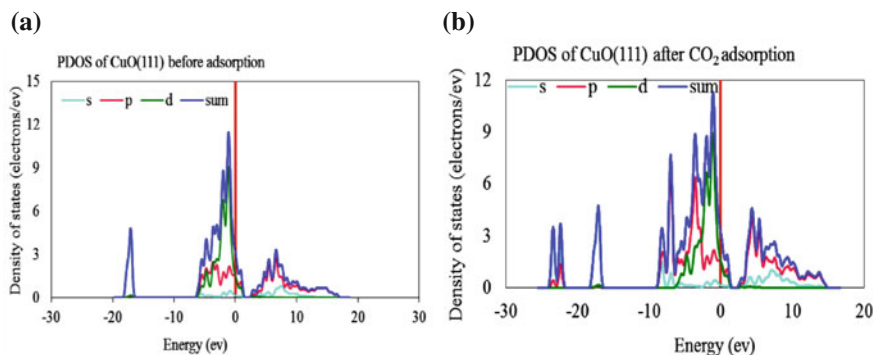 (a)
PDOS of CuO(111) before adsorption
15
12
9
6
3
0
s p d sum
Density of states (electrons/ev)
-30 -20 -10 0 10 20 30
Energy (ev)
(b)
PDOS of CuO(111) after CO₂ adsorption
12
9
6
3
0
s p d sum
Density of states (electrons/ev)
-30 -20 -10 0 10 20
Energy (ev)